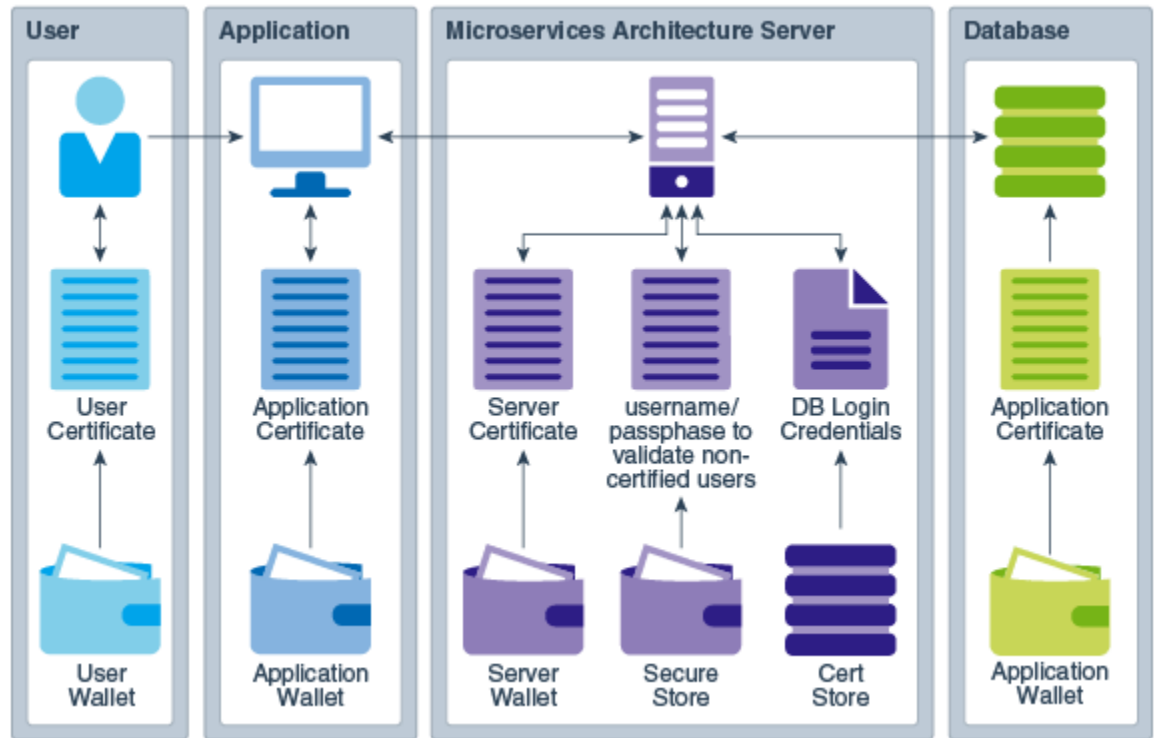 User
Application
Microservices Architecture Server
Database
User
Certificate
Application
Certificate
Server
Certificate
username/
passphase to
validate non-
certified users
DB Login
Credentials
Application
Certificate
User
Wallet
Application
Wallet
Server
Wallet
Secure
Store
Cert
Store
Application
Wallet